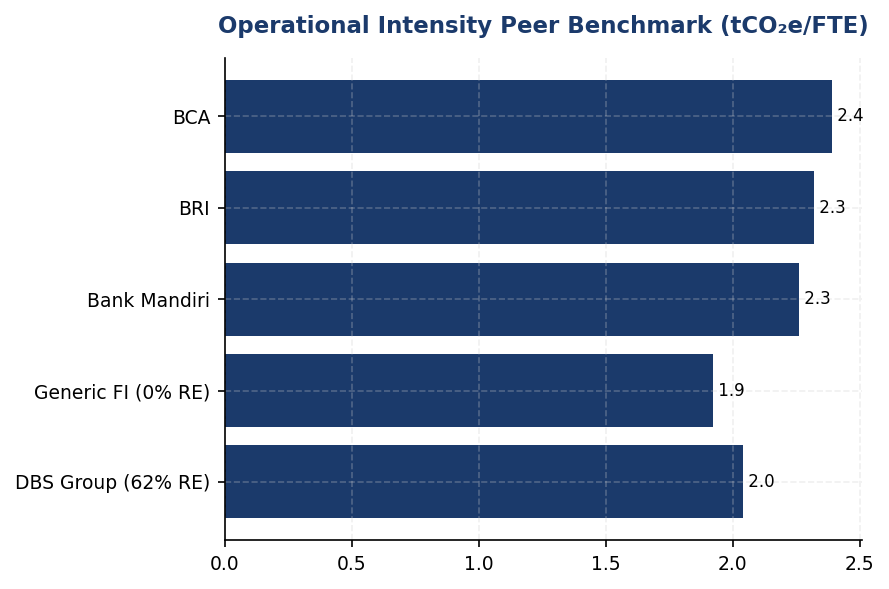 Operational Intensity Peer Benchmark (tCO₂e/FTE)
BCA 2.4
BRI 2.3
Bank Mandiri 2.3
Generic FI (0% RE) 1.9
DBS Group (62% RE) 2.0
0.0 0.5 1.0 1.5 2.0 2.5